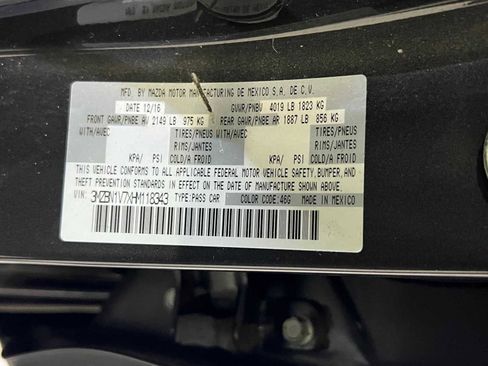 MFD. BY MAZDA MOTOR MANUFACTURING DE MEXICO S.A. DE C.V.
DATE 12/16 GVWR/PNBV 4019 LB 1823 KG
FRONT GAWR/PNBE AV 2149 LB 975 KG REAR GAWR/PNBE AR 1887 LB 856 KG
WITH/AVEC TIRES/PNEUS WITH/AVEC TIRES/PNEUS
RIMS/JANTES RIMS/JANTES
KPA/ PSI COLD/A FROID KPA/ PSI COLD/A FROID
THIS VEHICLE CONFORMS TO ALL APPLICABLE FEDERAL MOTOR VEHICLE SAFETY, BUMPER, AND
THEFT PREVENTION STANDARDS IN EFFECT ON THE DATE OF MANUFACTURE SHOWN ABOVE.
VIN: 3MZBN1V7XHM118343 TYPE:PASS CAR COLOR CODE:46G MADE IN MEXICO